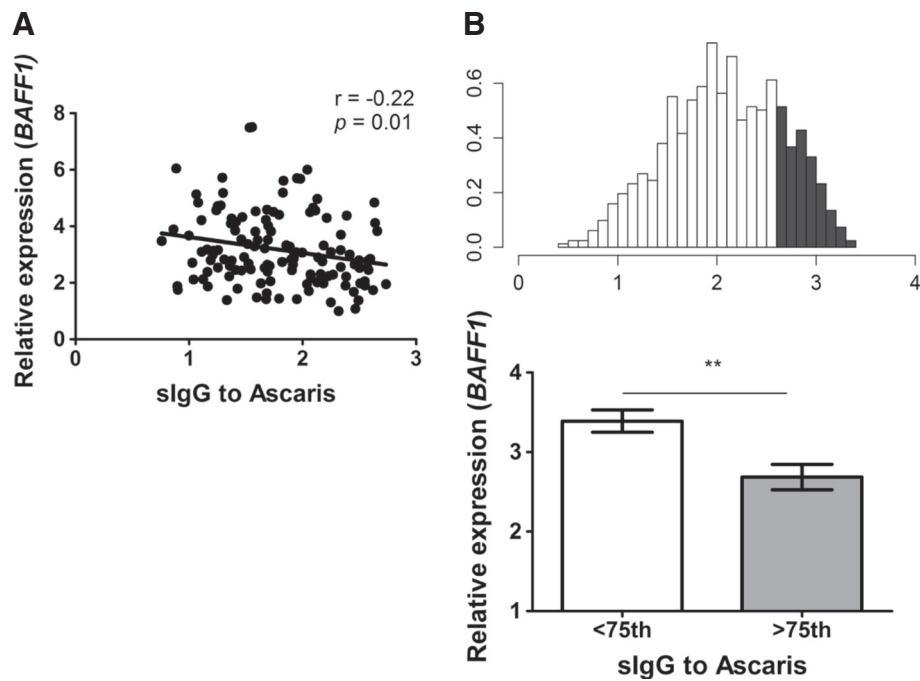 A
Relative expression (BAFF1)
8
6
4
2
0
r = -0.22
p = 0.01
0 1 2 3
sIgG to Ascaris
B
0.6
0.4
0.2
0.0
0 1 2 3 4
Relative expression (BAFF1)
4
3
2
1
**
<75th >75th
sIgG to Ascaris